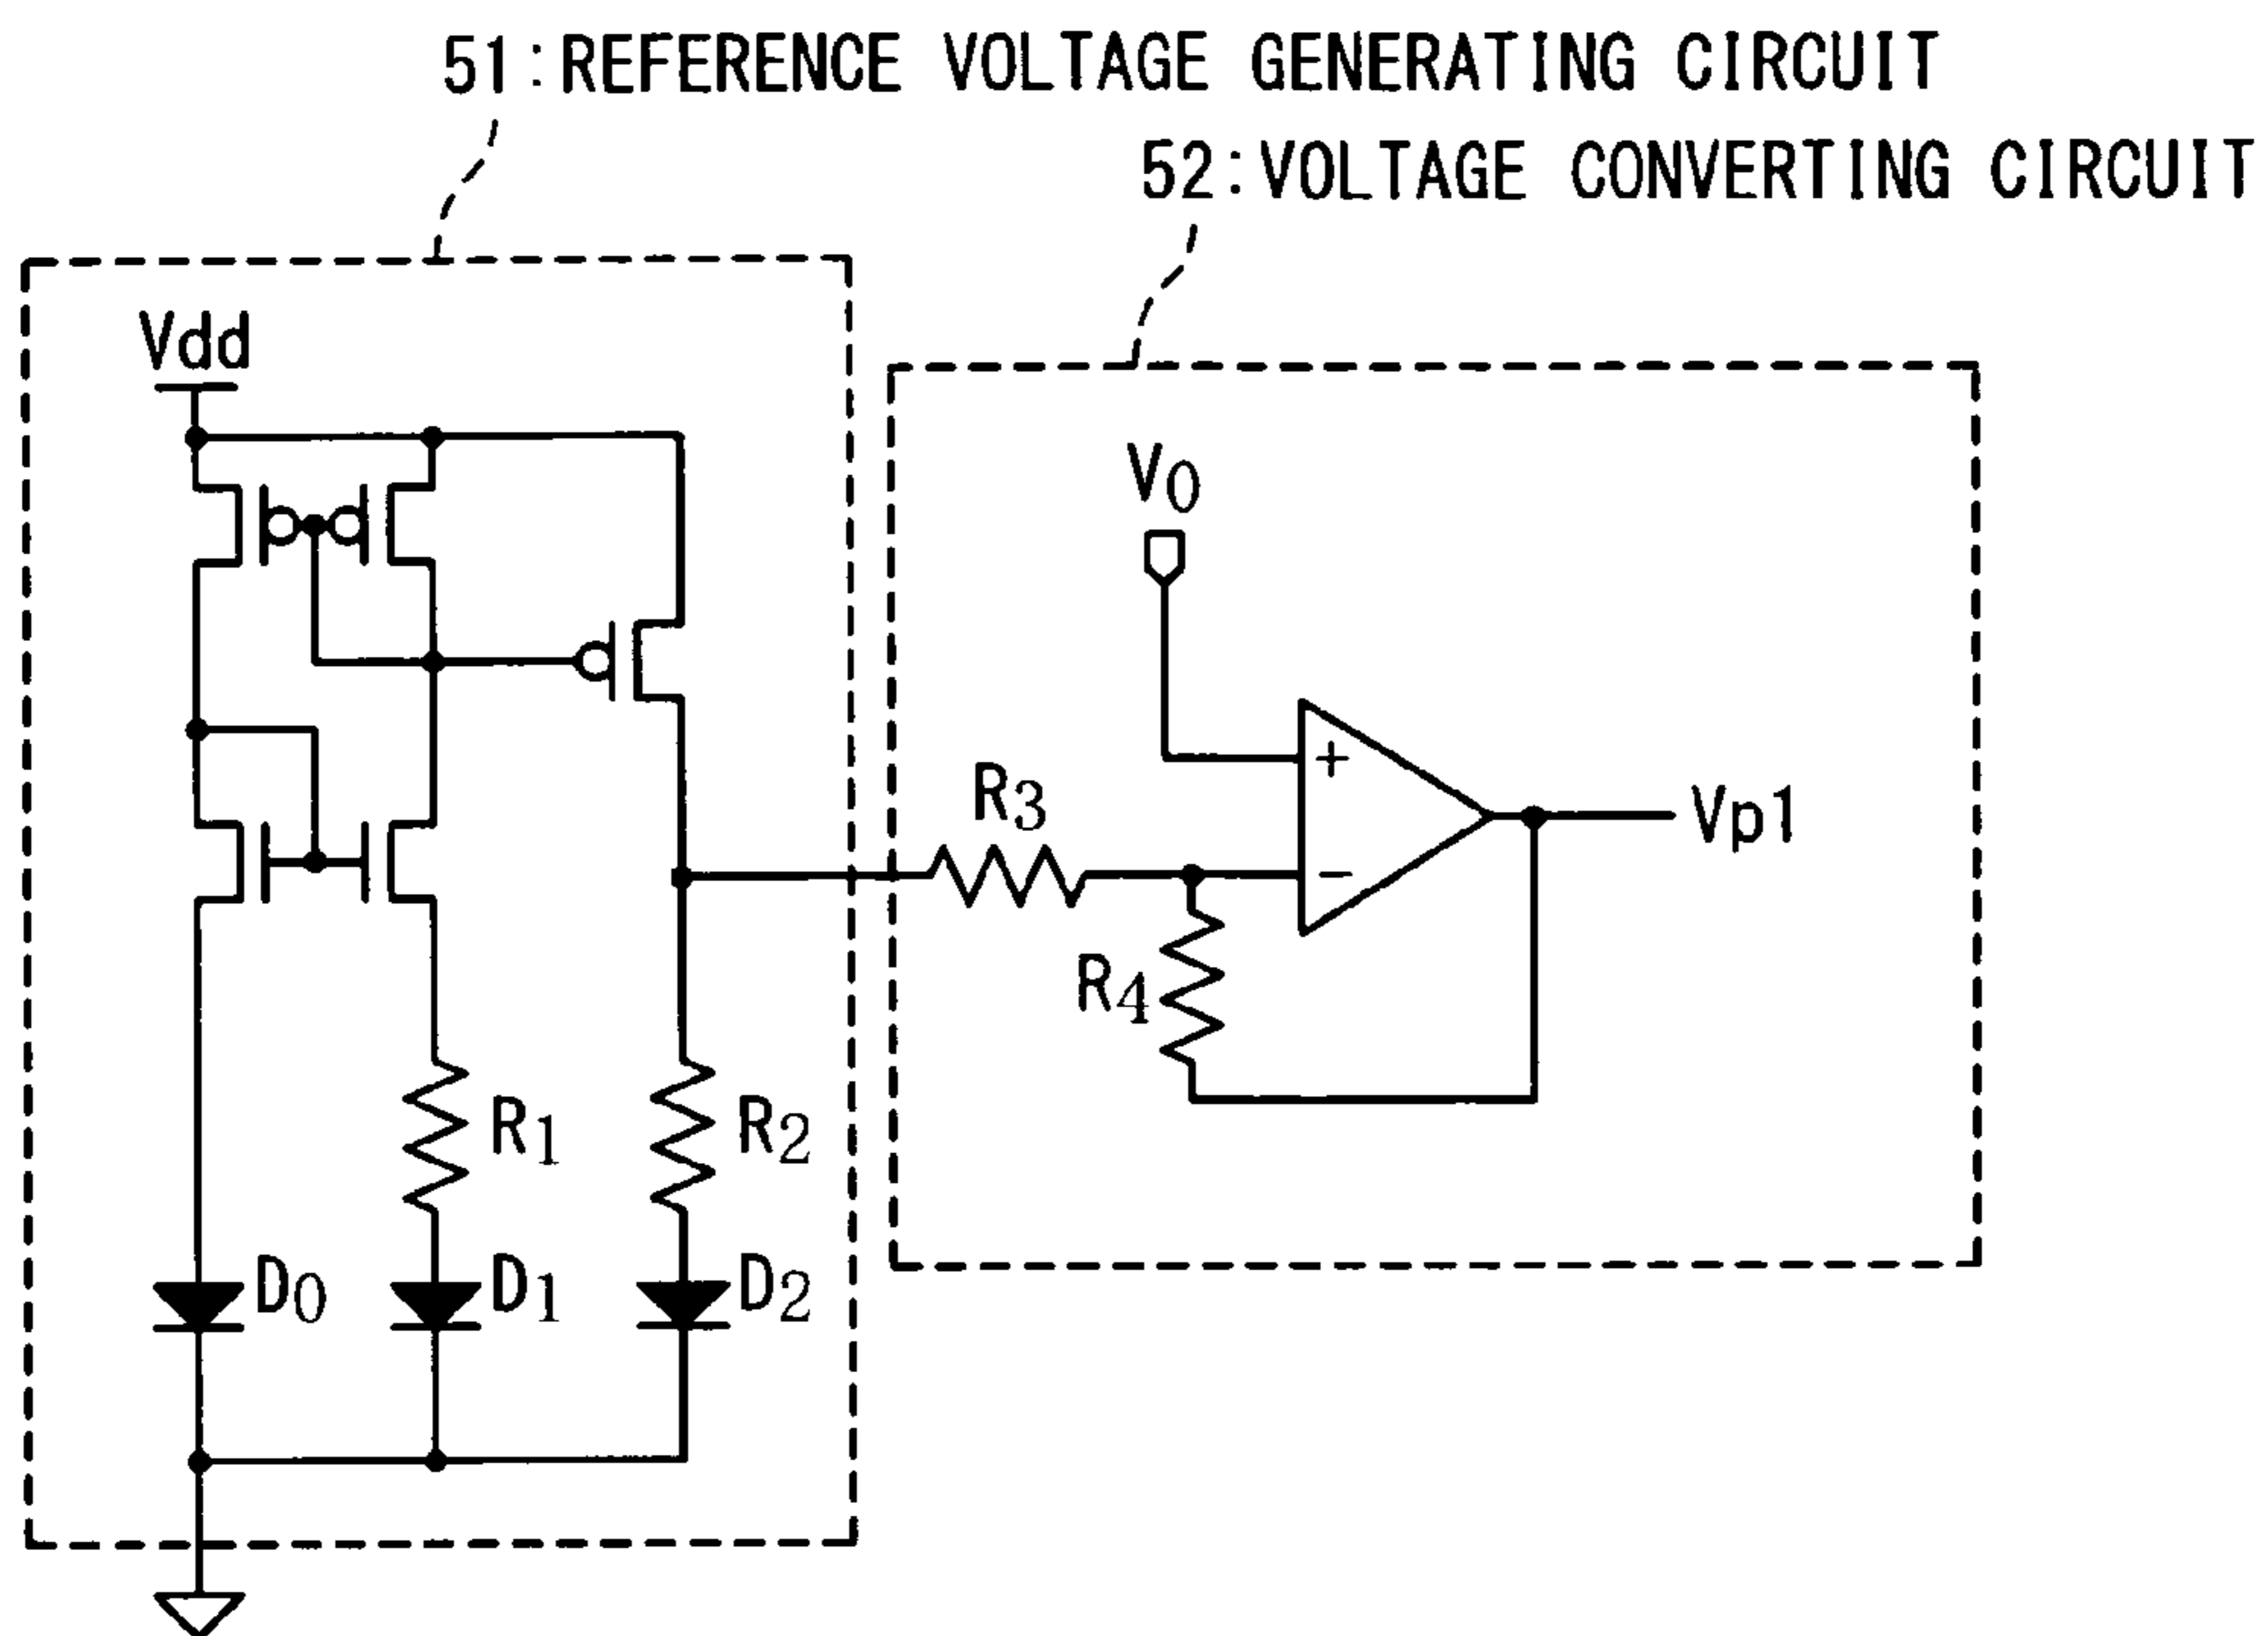 51:REFERENCE VOLTAGE GENERATING CIRCUIT
52:VOLTAGE CONVERTING CIRCUIT
Vdd
V0
+
R3
Vp1
−
R4
R1
R2
D0
D1
D2